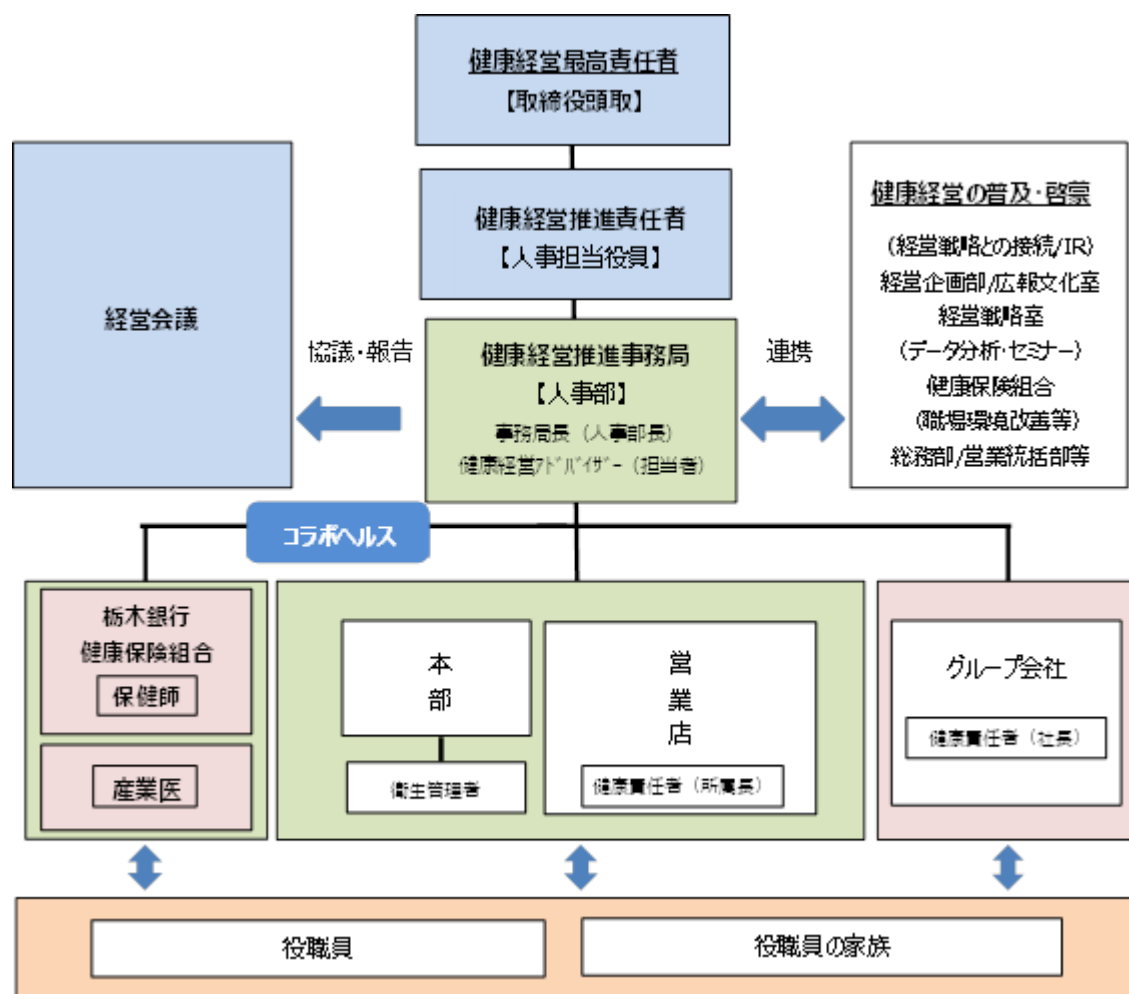 健康経営最高責任者
【取締役頭取】
健康経営推進責任者
【人事担当役員】
経営会議
協議・報告
健康経営推進事務局
【人事部】
事務局長（人事部長）
健康経営ｱﾄﾞﾊﾞｲｻﾞｰ（担当者）
連携
健康経営の普及・啓蒙
(経営戦略との接続/IR)
経営企画部/広報文化室
経営戦略室
(データ分析・セミナー)
健康保険組合
(職場環境改善等)
総務部/営業統括部等
コラボヘルス
栃木銀行
健康保険組合
保健師
産業医
本
部
衛生管理者
営
業
店
健康責任者（所属長）
グループ会社
健康責任者（社長）
役職員
役職員の家族